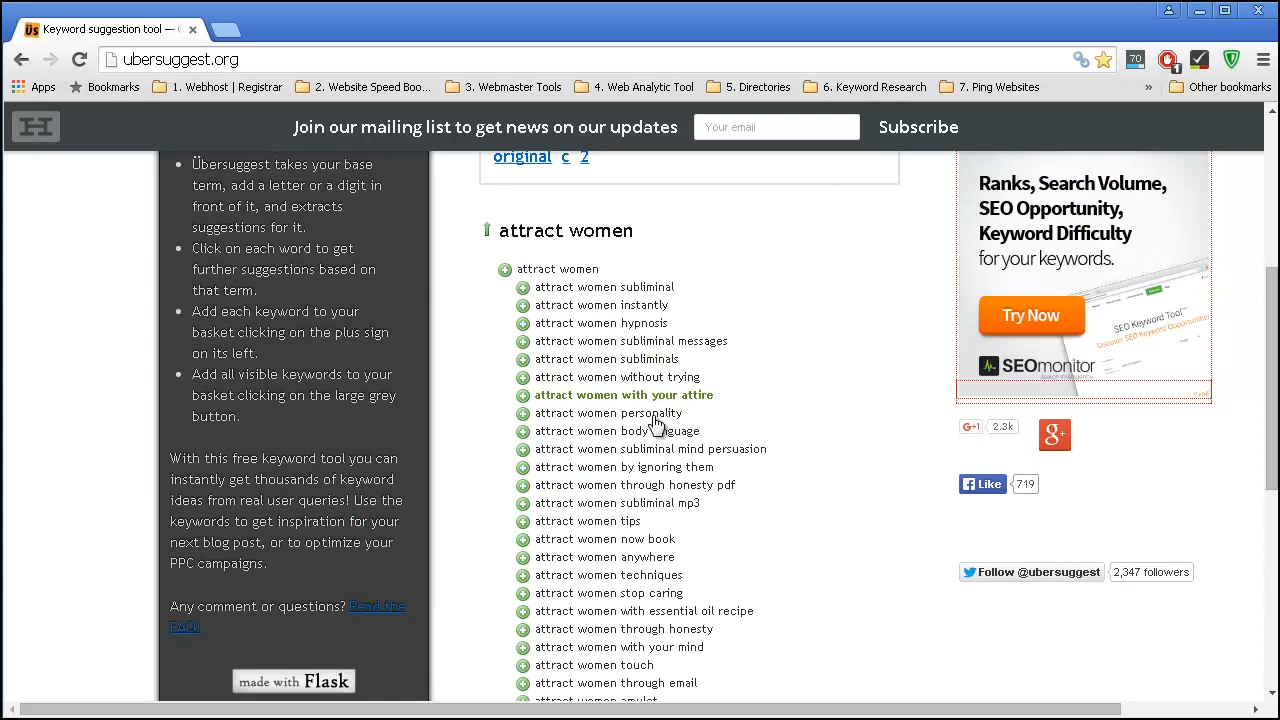 Üs Keyword suggestion tool —
ubersuggest.org
70
1
Apps
Bookmarks
1. Webhost | Registrar
2. Website Speed Boo...
3. Webmaster Tools
4. Web Analytic Tool
5. Directories
6. Keyword Research
7. Ping Websites
»
Other bookmarks
Join our mailing list to get news on our updates
Your email
Subscribe
Übersuggest takes your base
term, add a letter or a digit in
front of it, and extracts
suggestions for it.
Click on each word to get
further suggestions based on
that term.
Add each keyword to your
basket clicking on the plus sign
on its left.
Add all visible keywords to your
basket clicking on the large grey
button.
With this free keyword tool you can
instantly get thousands of keyword
ideas from real user queries! Use the
keywords to get inspiration for your
next blog post, or to optimize your
PPC campaigns.
Any comment or questions? Read the
FAQ!
made with Flask
original c 2
attract women
attract women
attract women subliminal
attract women instantly
attract women hypnosis
attract women subliminal messages
attract women subliminals
attract women without trying
attract women with your attire
attract women personality
attract women body language
attract women subliminal mind persuasion
attract women by ignoring them
attract women through honesty pdf
attract women subliminal mp3
attract women tips
attract women now book
attract women anywhere
attract women techniques
attract women stop caring
attract women with essential oil recipe
attract women through honesty
attract women with your mind
attract women touch
attract women through email
attract women amulet
Ranks, Search Volume,
SEO Opportunity,
Keyword Difficulty
for your keywords.
Try Now
SEO Keyword Tool
SEOmonitor
search intelligence
G+1 2.3k
g+
Like 719
Follow @ubersuggest 2,347 followers